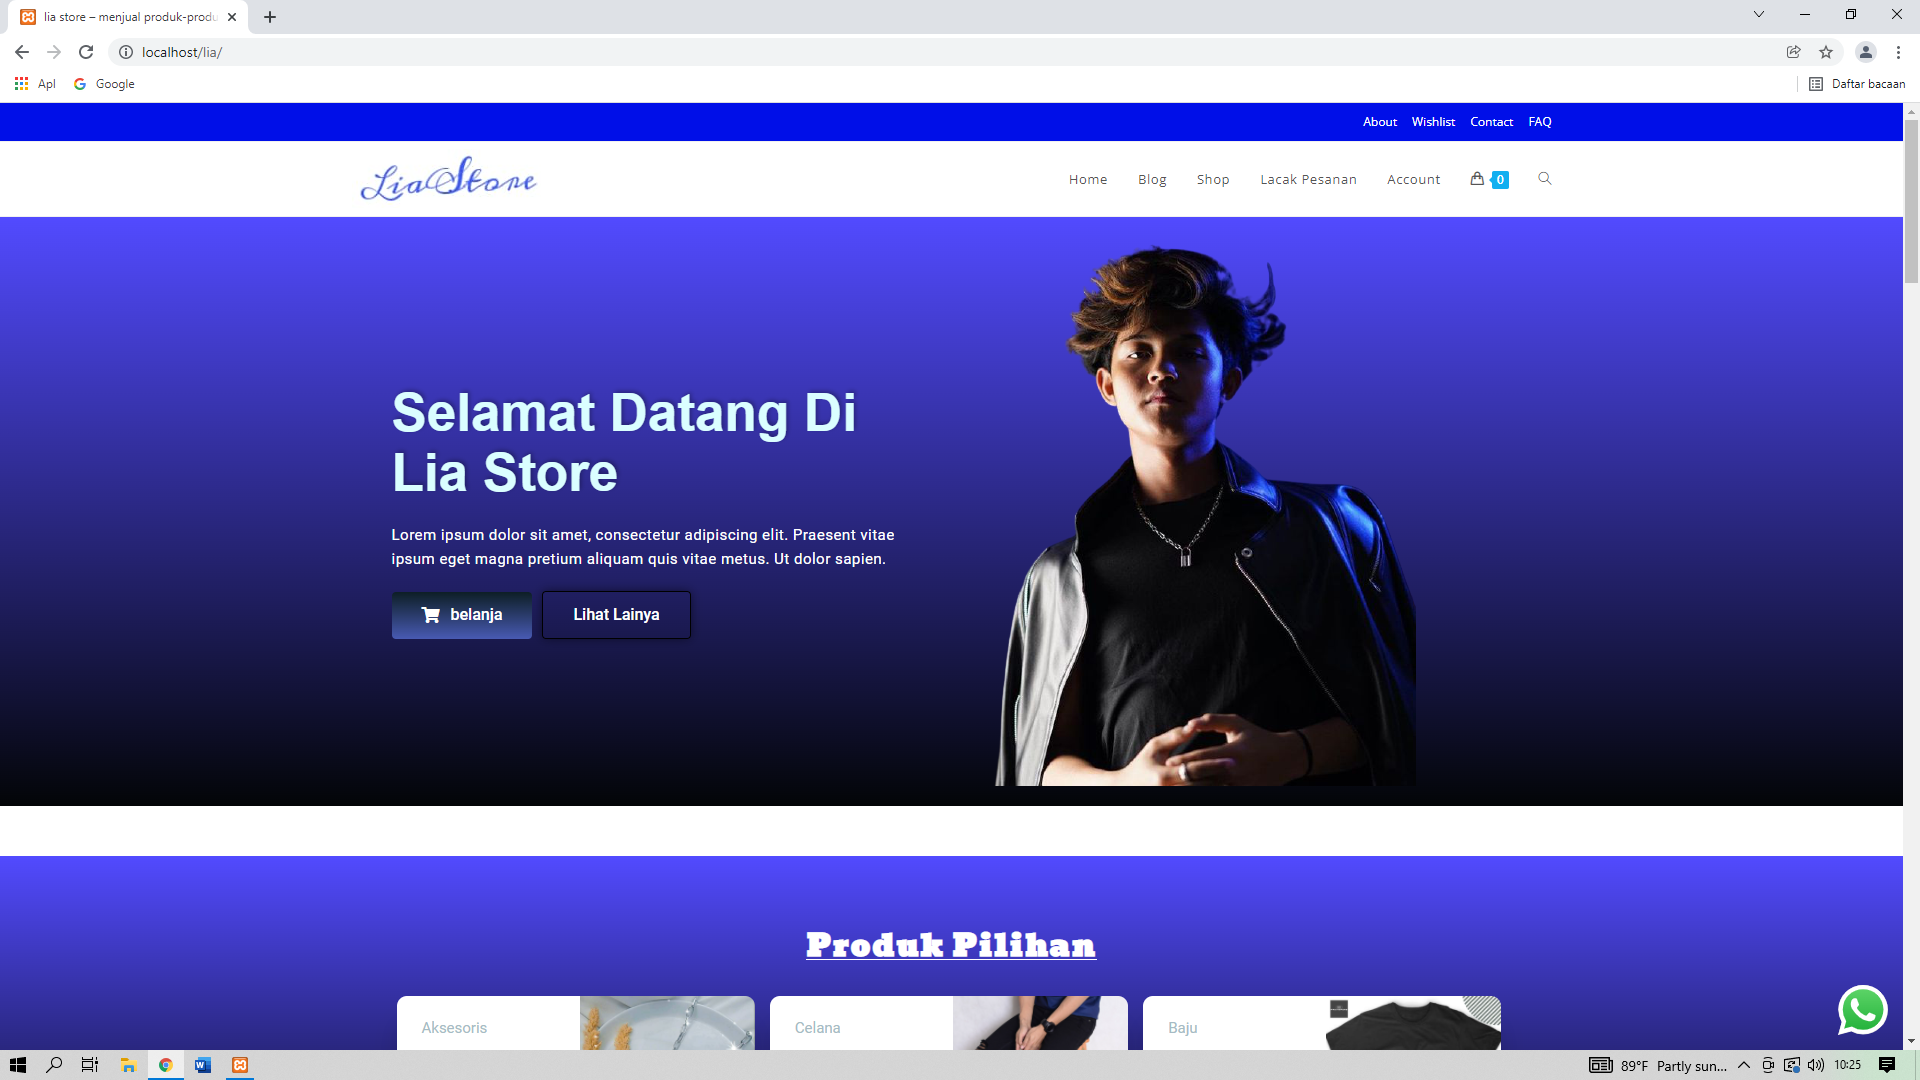 lia store – menjual produk-produ
localhost/lia/
Apl Google Daftar bacaan
About Wishlist Contact FAQ
Lia Store
Home Blog Shop Lacak Pesanan Account 0
Selamat Datang Di
Lia Store
Lorem ipsum dolor sit amet, consectetur adipiscing elit. Praesent vitae
ipsum eget magna pretium aliquam quis vitae metus. Ut dolor sapien.
belanja Lihat Lainya
Produk Pilihan
Aksesoris Celana Baju
89°F Partly sun... 10:25